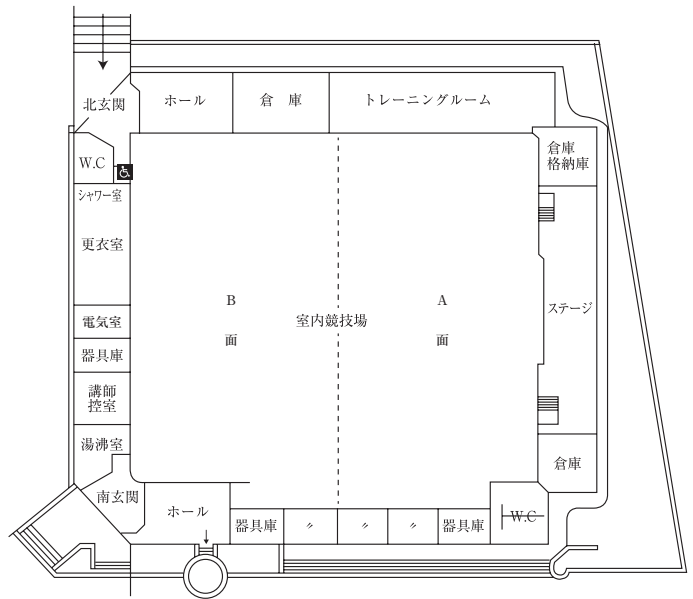 北玄関
ホール
倉 庫
トレーニングルーム
W.C
倉庫
格納庫
シャワー室
更衣室
B
面
A
面
室内競技場
ステージ
電気室
器具庫
講師
控室
湯沸室
倉庫
南玄関
ホール
器具庫
〃
〃
〃
器具庫
W.C